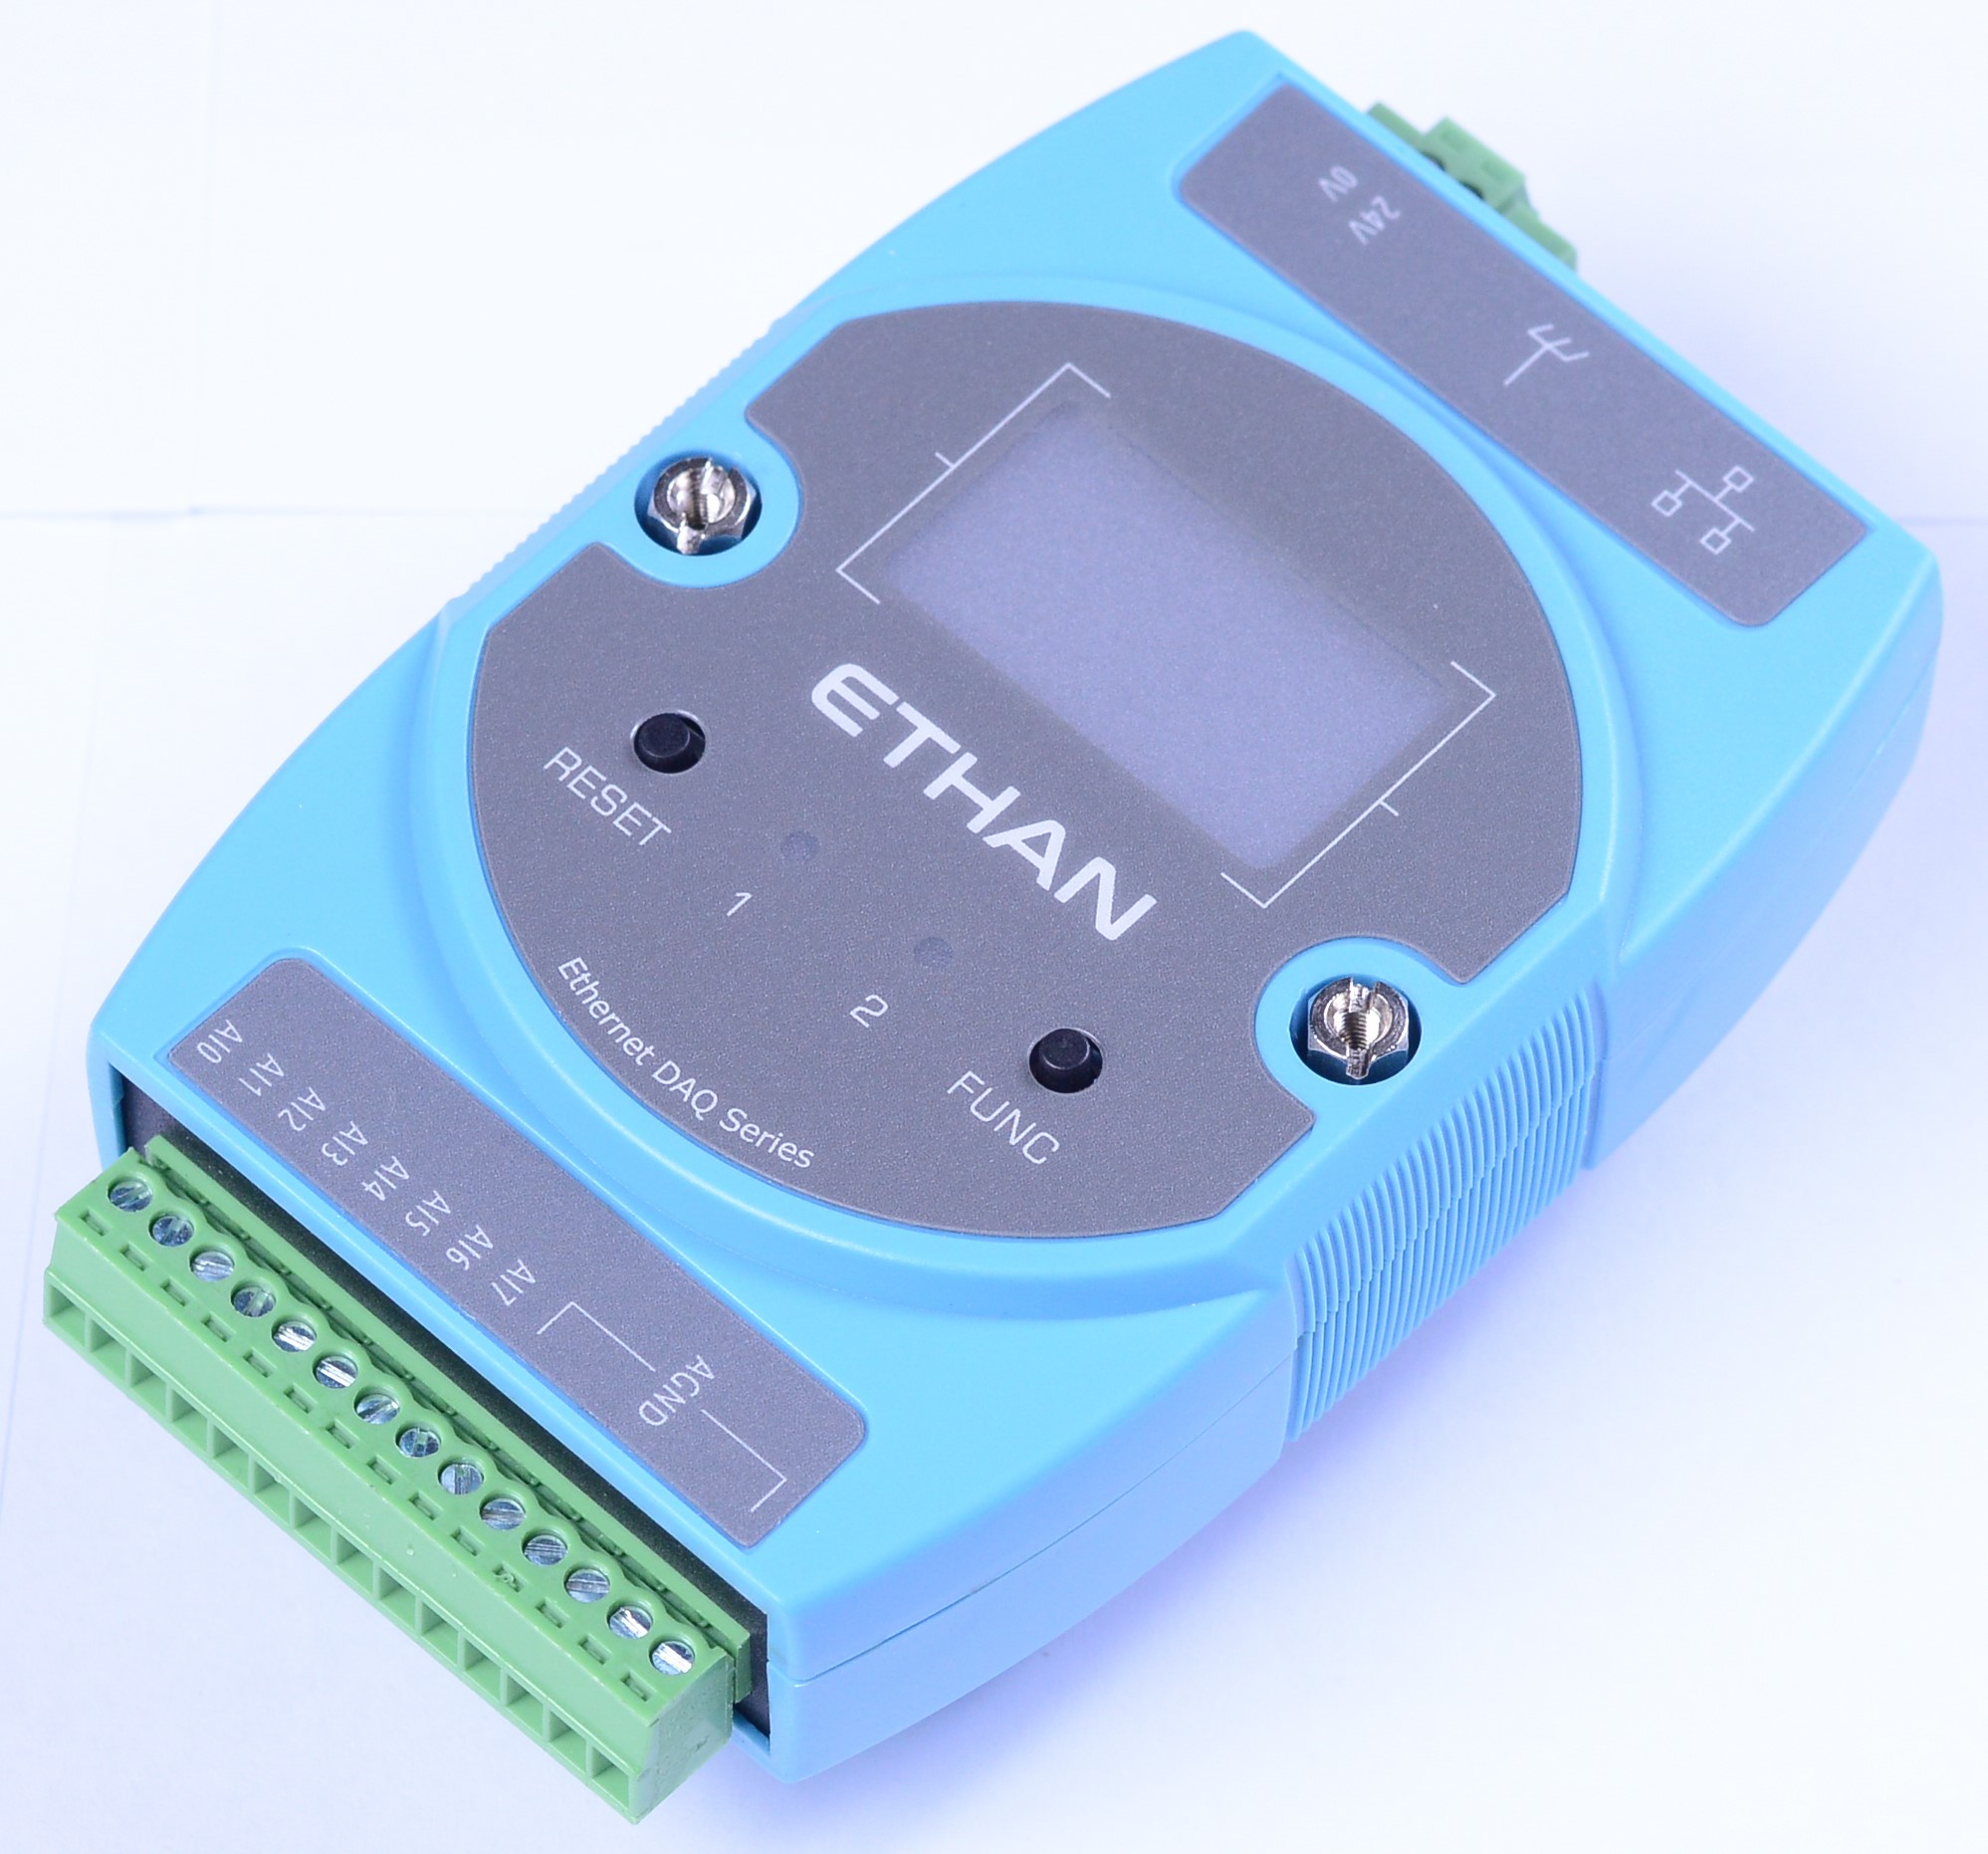 0V
24V
ETHAN
RESET
1
2
FUNC
Ethernet DAQ Series
AI0
AI1
AI2
AI3
AI4
AI5
AI6
AI7
AGND